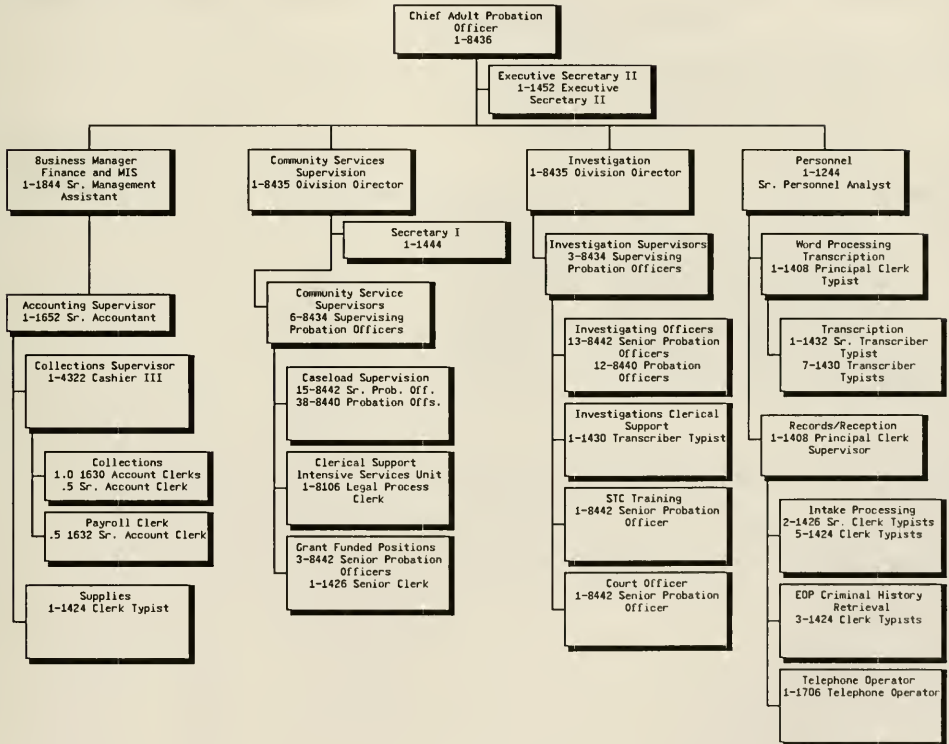 Chief Adult Probation
Officer
1-8436
Executive Secretary II
1-1452 Executive
Secretary II
Business Manager
Finance and MIS
1-1844 Sr. Management
Assistant
Accounting Supervisor
1-1652 Sr. Accountant
Collections Supervisor
1-4322 Cashier III
Collections
1.0 1630 Account Clerks
.5 Sr. Account Clerk
Payroll Clerk
.5 1632 Sr. Account Clerk
Supplies
1-1424 Clerk Typist
Community Services
Supervision
1-8435 Division Director
Secretary I
1-1444
Community Service
Supervisors
6-8434 Supervising
Probation Officers
Caseload Supervision
15-8442 Sr. Prob. Off.
38-8440 Probation Offs.
Clerical Support
Intensive Services Unit
1-8106 Legal Process
Clerk
Grant Funded Positions
3-8442 Senior Probation
Officers
1-1426 Senior Clerk
Investigation
1-8435 Division Director
Investigation Supervisors
3-8434 Supervising
Probation Officers
Investigating Officers
13-8442 Senior Probation
Officers
12-8440 Probation
Officers
Investigations Clerical
Support
1-1430 Transcriber Typist
STC Training
1-8442 Senior Probation
Officer
Court Officer
1-8442 Senior Probation
Officer
Personnel
1-1244
Sr. Personnel Analyst
Word Processing
Transcription
1-1408 Principal Clerk
Typist
Transcription
1-1432 Sr. Transcriber
Typist
7-1430 Transcriber
Typists
Records/Reception
1-1408 Principal Clerk
Supervisor
Intake Processing
2-1426 Sr. Clerk Typists
5-1424 Clerk Typists
EDP Criminal History
Retrieval
3-1424 Clerk Typists
Telephone Operator
1-1706 Telephone Operator